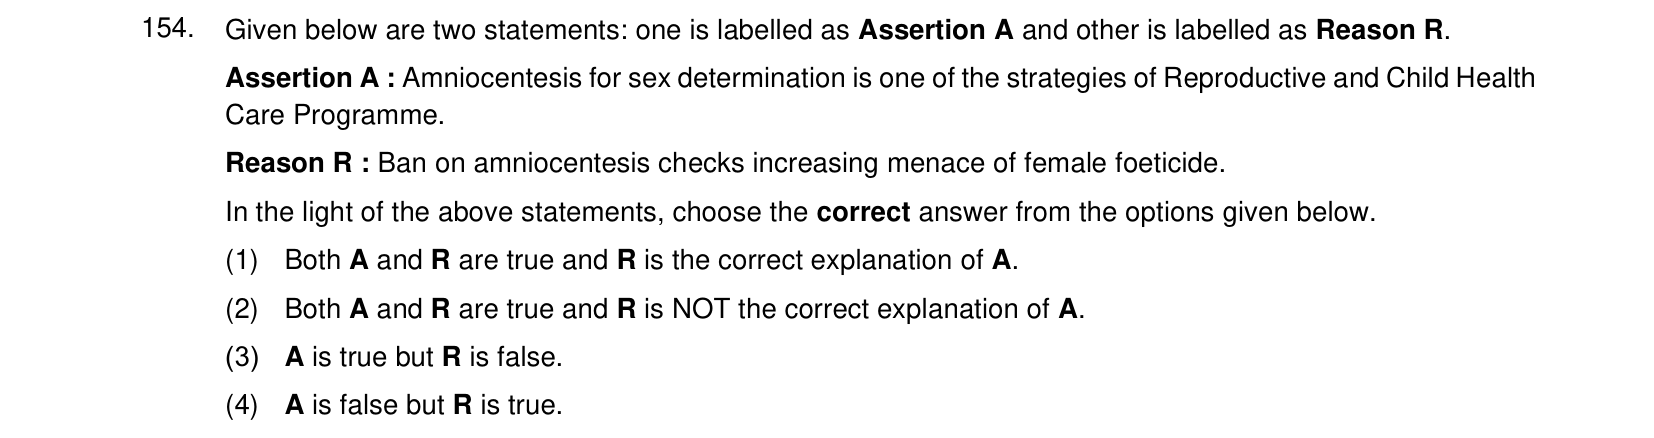 154. Given below are two statements: one is labelled as Assertion A and other is labelled as Reason R.
Assertion A : Amniocentesis for sex determination is one of the strategies of Reproductive and Child Health
Care Programme.
Reason R : Ban on amniocentesis checks increasing menace of female foeticide.
In the light of the above statements, choose the correct answer from the options given below.
(1) Both A and R are true and R is the correct explanation of A.
(2) Both A and R are true and R is NOT the correct explanation of A.
(3) A is true but R is false.
(4) A is false but R is true.